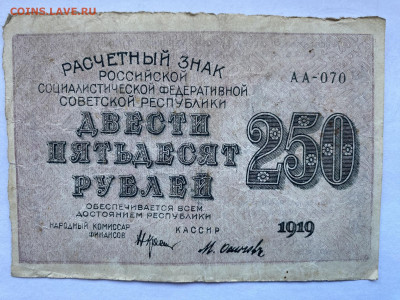 COINS.LAVE.RU
РАСЧЕТНЫЙ ЗНАК
РОССИЙСКОЙ
СОЦИАЛИСТИЧЕСКОЙ ФЕДЕРАТИВНОЙ
СОВЕТСКОЙ РЕСПУБЛИКИ
АА-070
ДВЕСТИ
ПЯТЬДЕСЯТ
РУБЛЕЙ
250
ОБЕСПЕЧИВАЕТСЯ ВСЕМ
ДОСТОЯНИЕМ РЕСПУБЛИКИ
НАРОДНЫЙ КОМИССАР
ФИНАНСОВ
КАССИР
1919